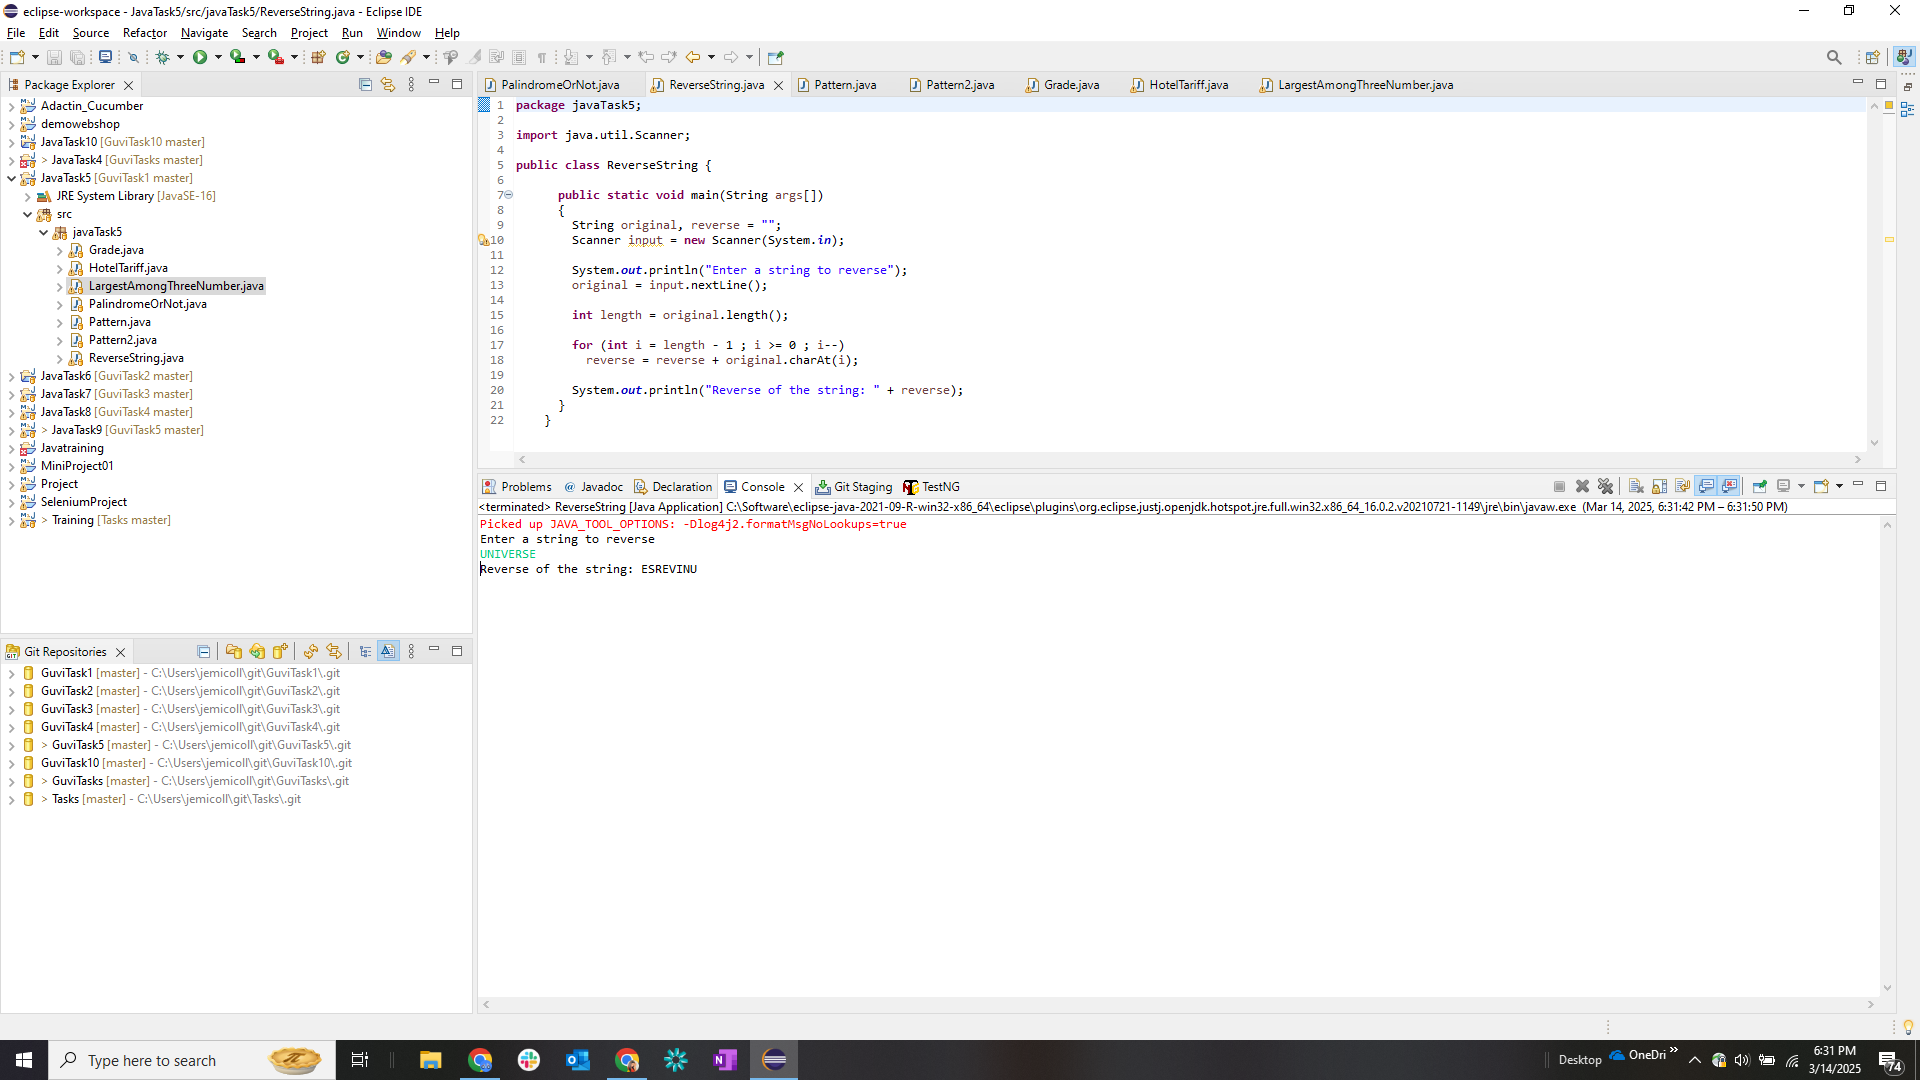 eclipse-workspace - JavaTask5/src/javaTask5/ReverseString.java - Eclipse IDE
File Edit Source Refactor Navigate Search Project Run Window Help
Package Explorer
Adactin_Cucumber
demowebshop
JavaTask10 [GuviTask10 master]
> JavaTask4 [GuviTasks master]
JavaTask5 [GuviTask1 master]
JRE System Library [JavaSE-16]
src
javaTask5
Grade.java
HotelTariff.java
LargestAmongThreeNumber.java
PalindromeOrNot.java
Pattern.java
Pattern2.java
ReverseString.java
JavaTask6 [GuviTask2 master]
JavaTask7 [GuviTask3 master]
JavaTask8 [GuviTask4 master]
> JavaTask9 [GuviTask5 master]
Javatraining
MiniProject01
Project
SeleniumProject
> Training [Tasks master]
Git Repositories
GuviTask1 [master] - C:\Users\jemicoll\git\GuviTask1\.git
GuviTask2 [master] - C:\Users\jemicoll\git\GuviTask2\.git
GuviTask3 [master] - C:\Users\jemicoll\git\GuviTask3\.git
GuviTask4 [master] - C:\Users\jemicoll\git\GuviTask4\.git
> GuviTask5 [master] - C:\Users\jemicoll\git\GuviTask5\.git
GuviTask10 [master] - C:\Users\jemicoll\git\GuviTask10\.git
> GuviTasks [master] - C:\Users\jemicoll\git\GuviTasks\.git
> Tasks [master] - C:\Users\jemicoll\git\Tasks\.git
PalindromeOrNot.java ReverseString.java Pattern.java Pattern2.java Grade.java HotelTariff.java LargestAmongThreeNumber.java
1 package javaTask5;
2
3 import java.util.Scanner;
4
5 public class ReverseString {
6
7 public static void main(String args[])
8 {
9 String original, reverse = "";
10 Scanner input = new Scanner(System.in);
11
12 System.out.println("Enter a string to reverse");
13 original = input.nextLine();
14
15 int length = original.length();
16
17 for (int i = length - 1 ; i >= 0 ; i--)
18 reverse = reverse + original.charAt(i);
19
20 System.out.println("Reverse of the string: " + reverse);
21 }
22 }
Problems @ Javadoc Declaration Console Git Staging TestNG
<terminated> ReverseString [Java Application] C:\Software\eclipse-java-2021-09-R-win32-x86_64\eclipse\plugins\org.eclipse.justj.openjdk.hotspot.jre.full.win32.x86_64_16.0.2.v20210721-1149\jre\bin\javaw.exe (Mar 14, 2025, 6:31:42 PM – 6:31:50 PM)
Picked up JAVA_TOOL_OPTIONS: -Dlog4j2.formatMsgNoLookups=true
Enter a string to reverse
UNIVERSE
Reverse of the string: ESREVINU
Type here to search
Desktop
OneDri
6:31 PM
3/14/2025
74